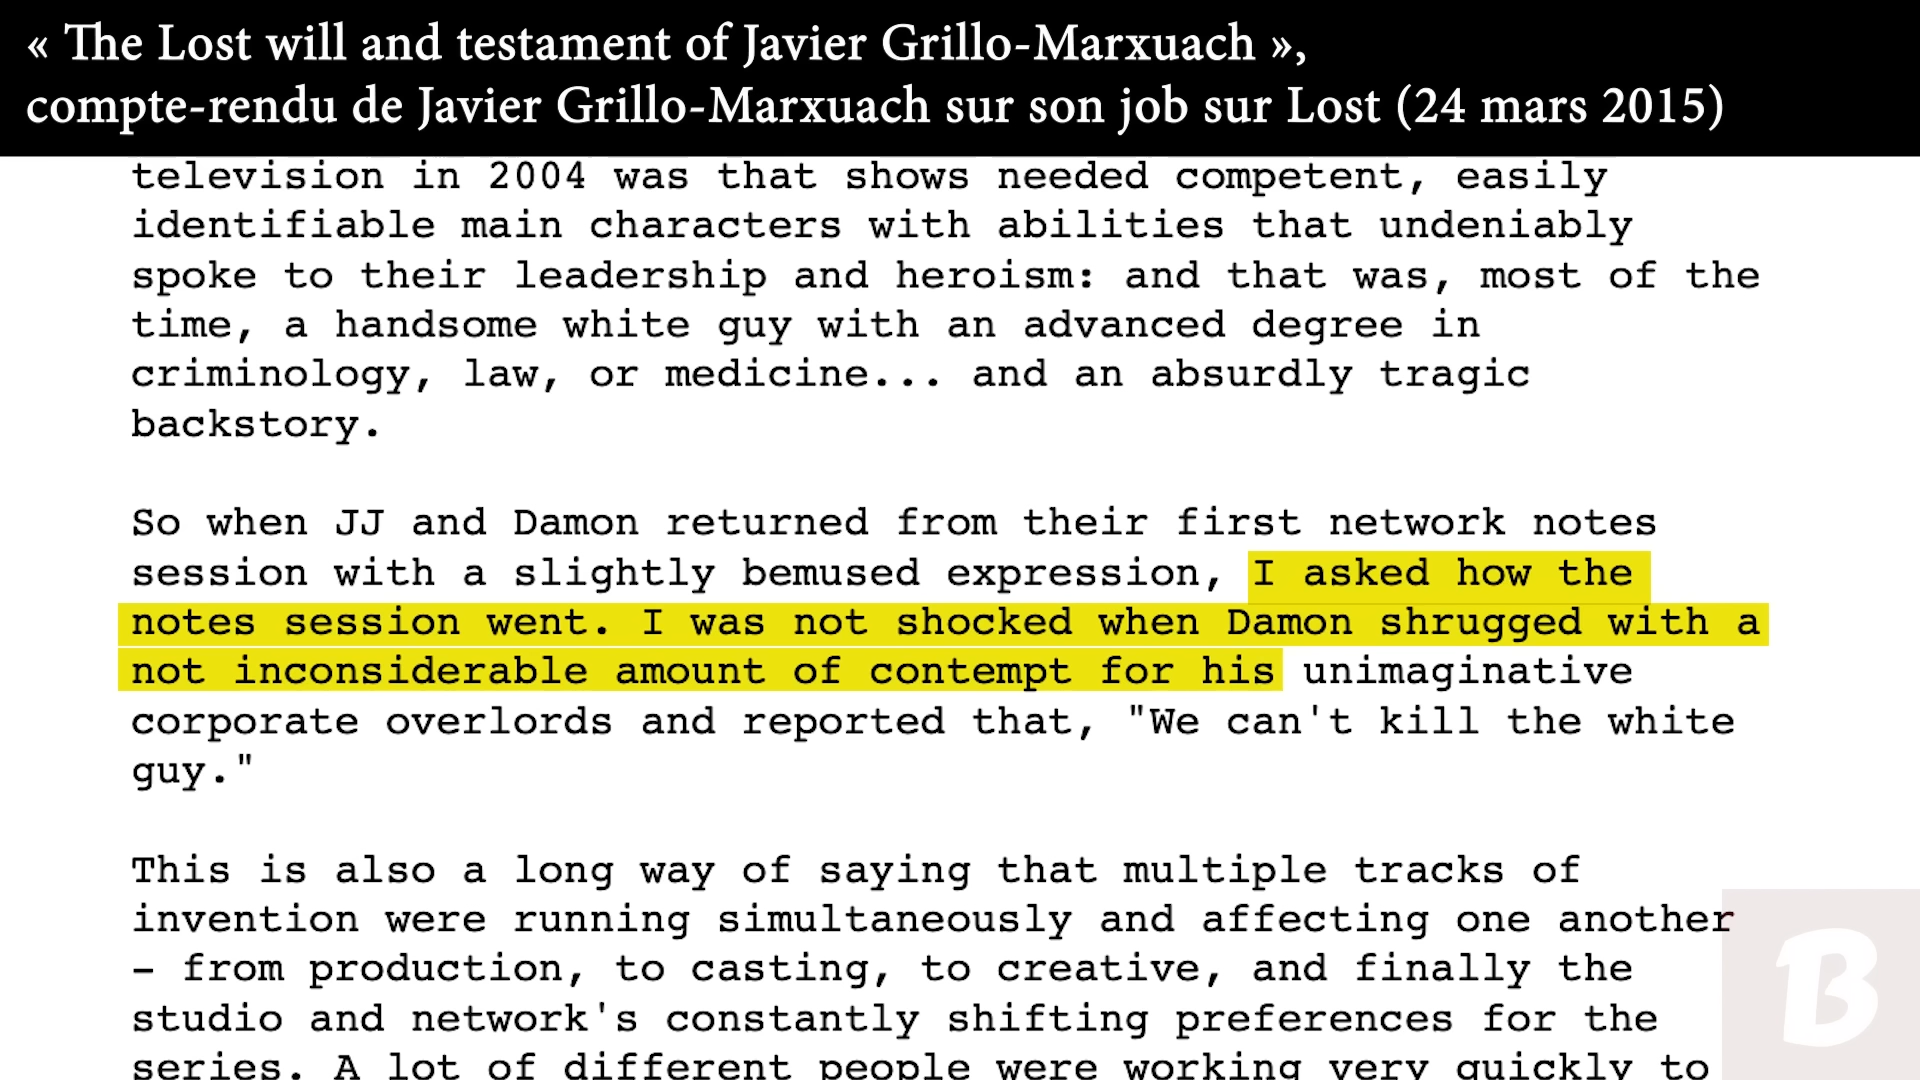 « The Lost will and testament of Javier Grillo-Marxuach »,
compte-rendu de Javier Grillo-Marxuach sur son job sur Lost (24 mars 2015)
television in 2004 was that shows needed competent, easily
identifiable main characters with abilities that undeniably
spoke to their leadership and heroism: and that was, most of the
time, a handsome white guy with an advanced degree in
criminology, law, or medicine... and an absurdly tragic
backstory.
So when JJ and Damon returned from their first network notes
session with a slightly bemused expression, I asked how the
notes session went. I was not shocked when Damon shrugged with a
not inconsiderable amount of contempt for his unimaginative
corporate overlords and reported that, "We can't kill the white
guy."
This is also a long way of saying that multiple tracks of
invention were running simultaneously and affecting one another
– from production, to casting, to creative, and finally the
studio and network's constantly shifting preferences for the
series. A lot of different people were working very quickly to
B